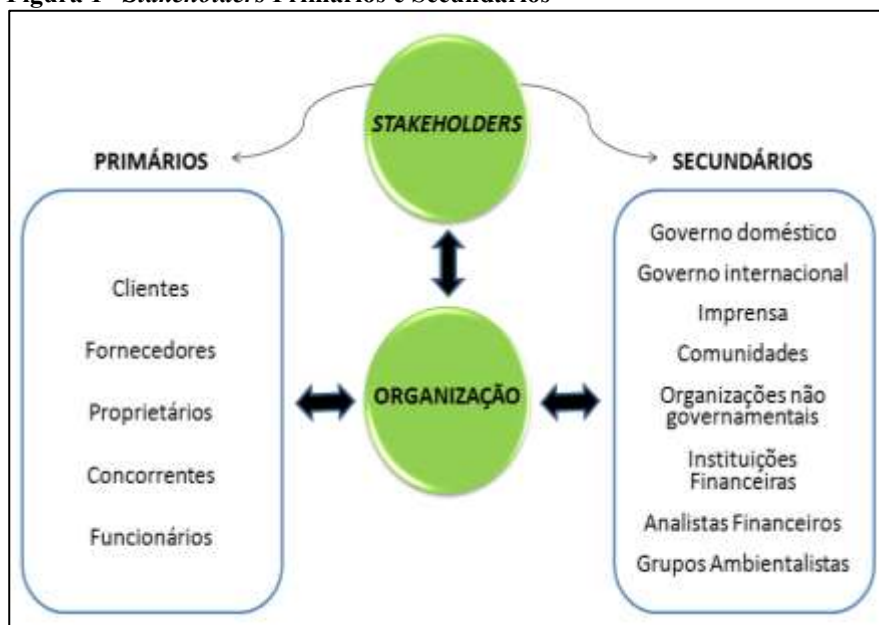 Figura 1 - Stakeholders Primários e Secundários
STAKEHOLDERS
PRIMÁRIOS
Clientes
Fornecedores
Proprietários
Concorrentes
Funcionários
ORGANIZAÇÃO
SECUNDÁRIOS
Governo doméstico
Governo internacional
Imprensa
Comunidades
Organizações não
governamentais
Instituições
Financeiras
Analistas Financeiros
Grupos Ambientalistas